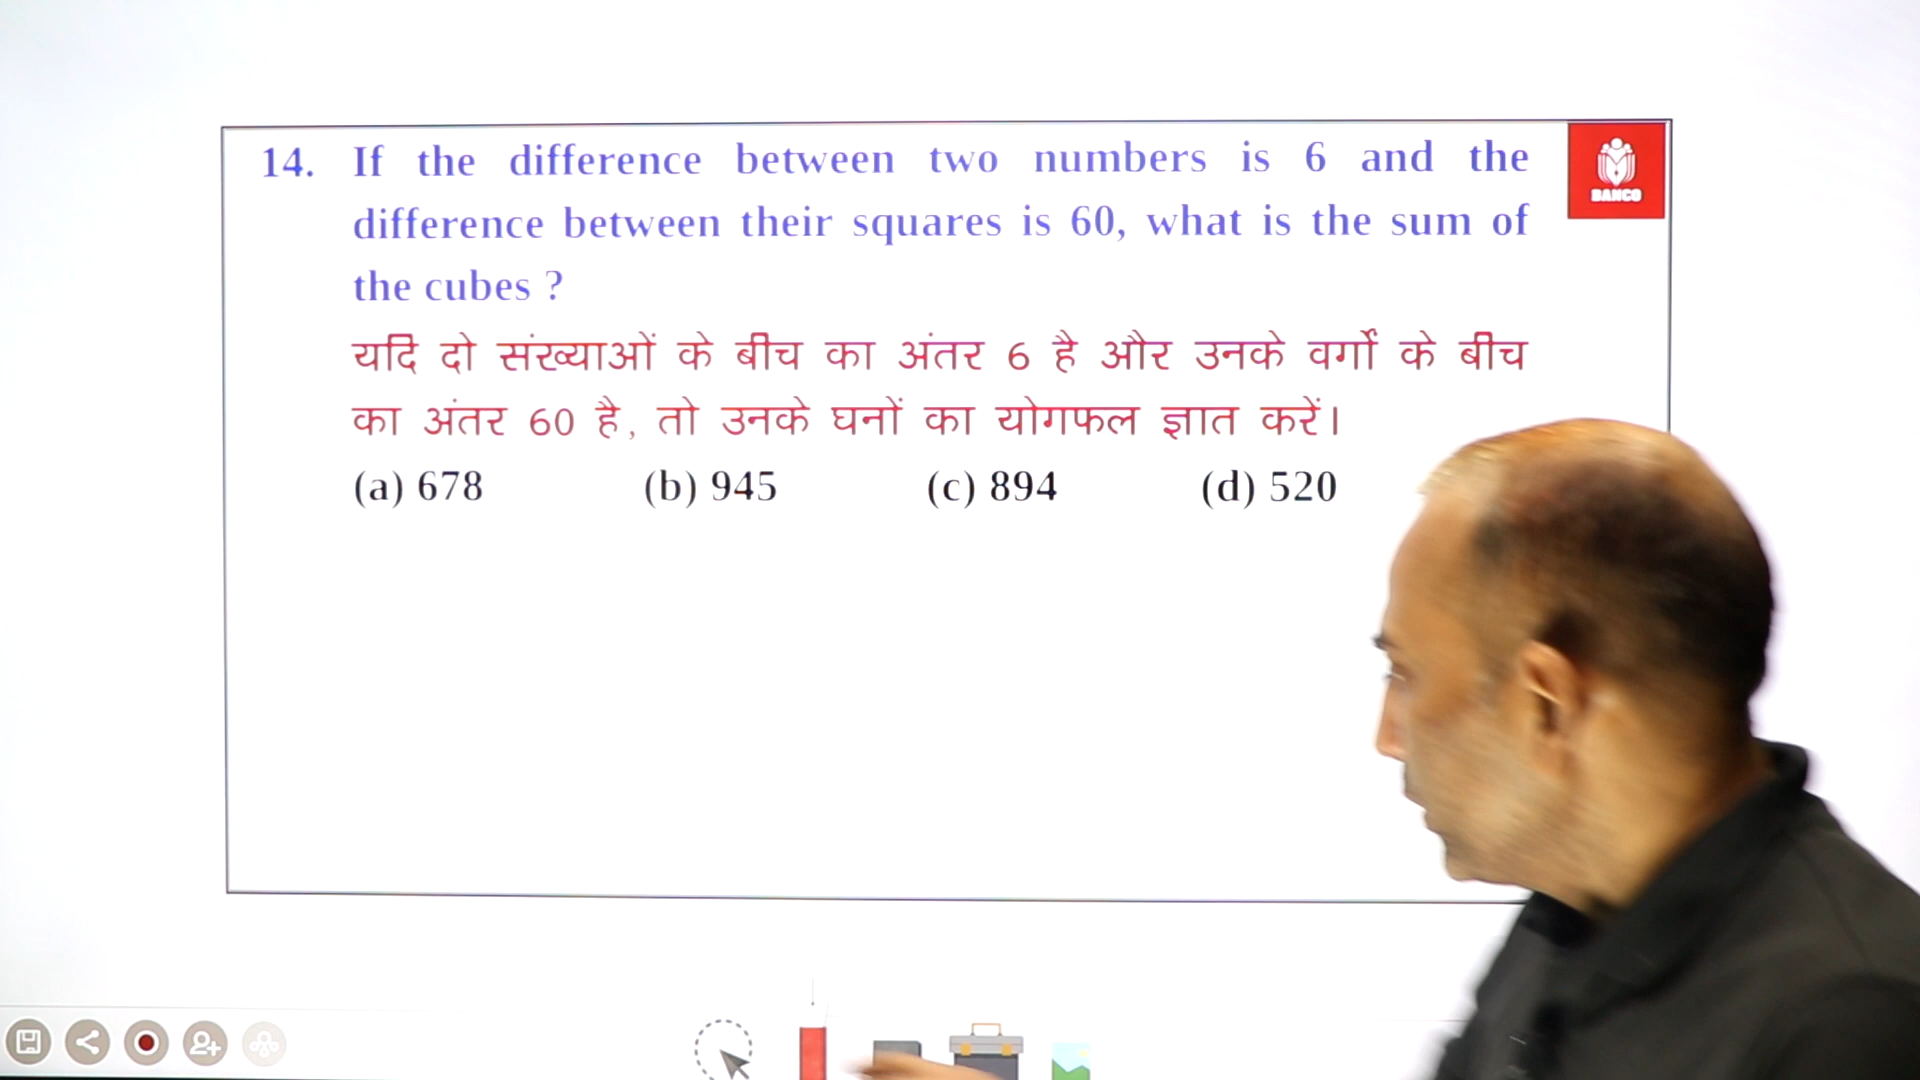 14. If the difference between two numbers is 6 and the
difference between their squares is 60, what is the sum of
the cubes ?
यदि दो संख्याओं के बीच का अंतर 6 है और उनके वर्गों के बीच
का अंतर 60 है, तो उनके घनों का योगफल ज्ञात करें।
(a) 678 (b) 945 (c) 894 (d) 520
BANCO